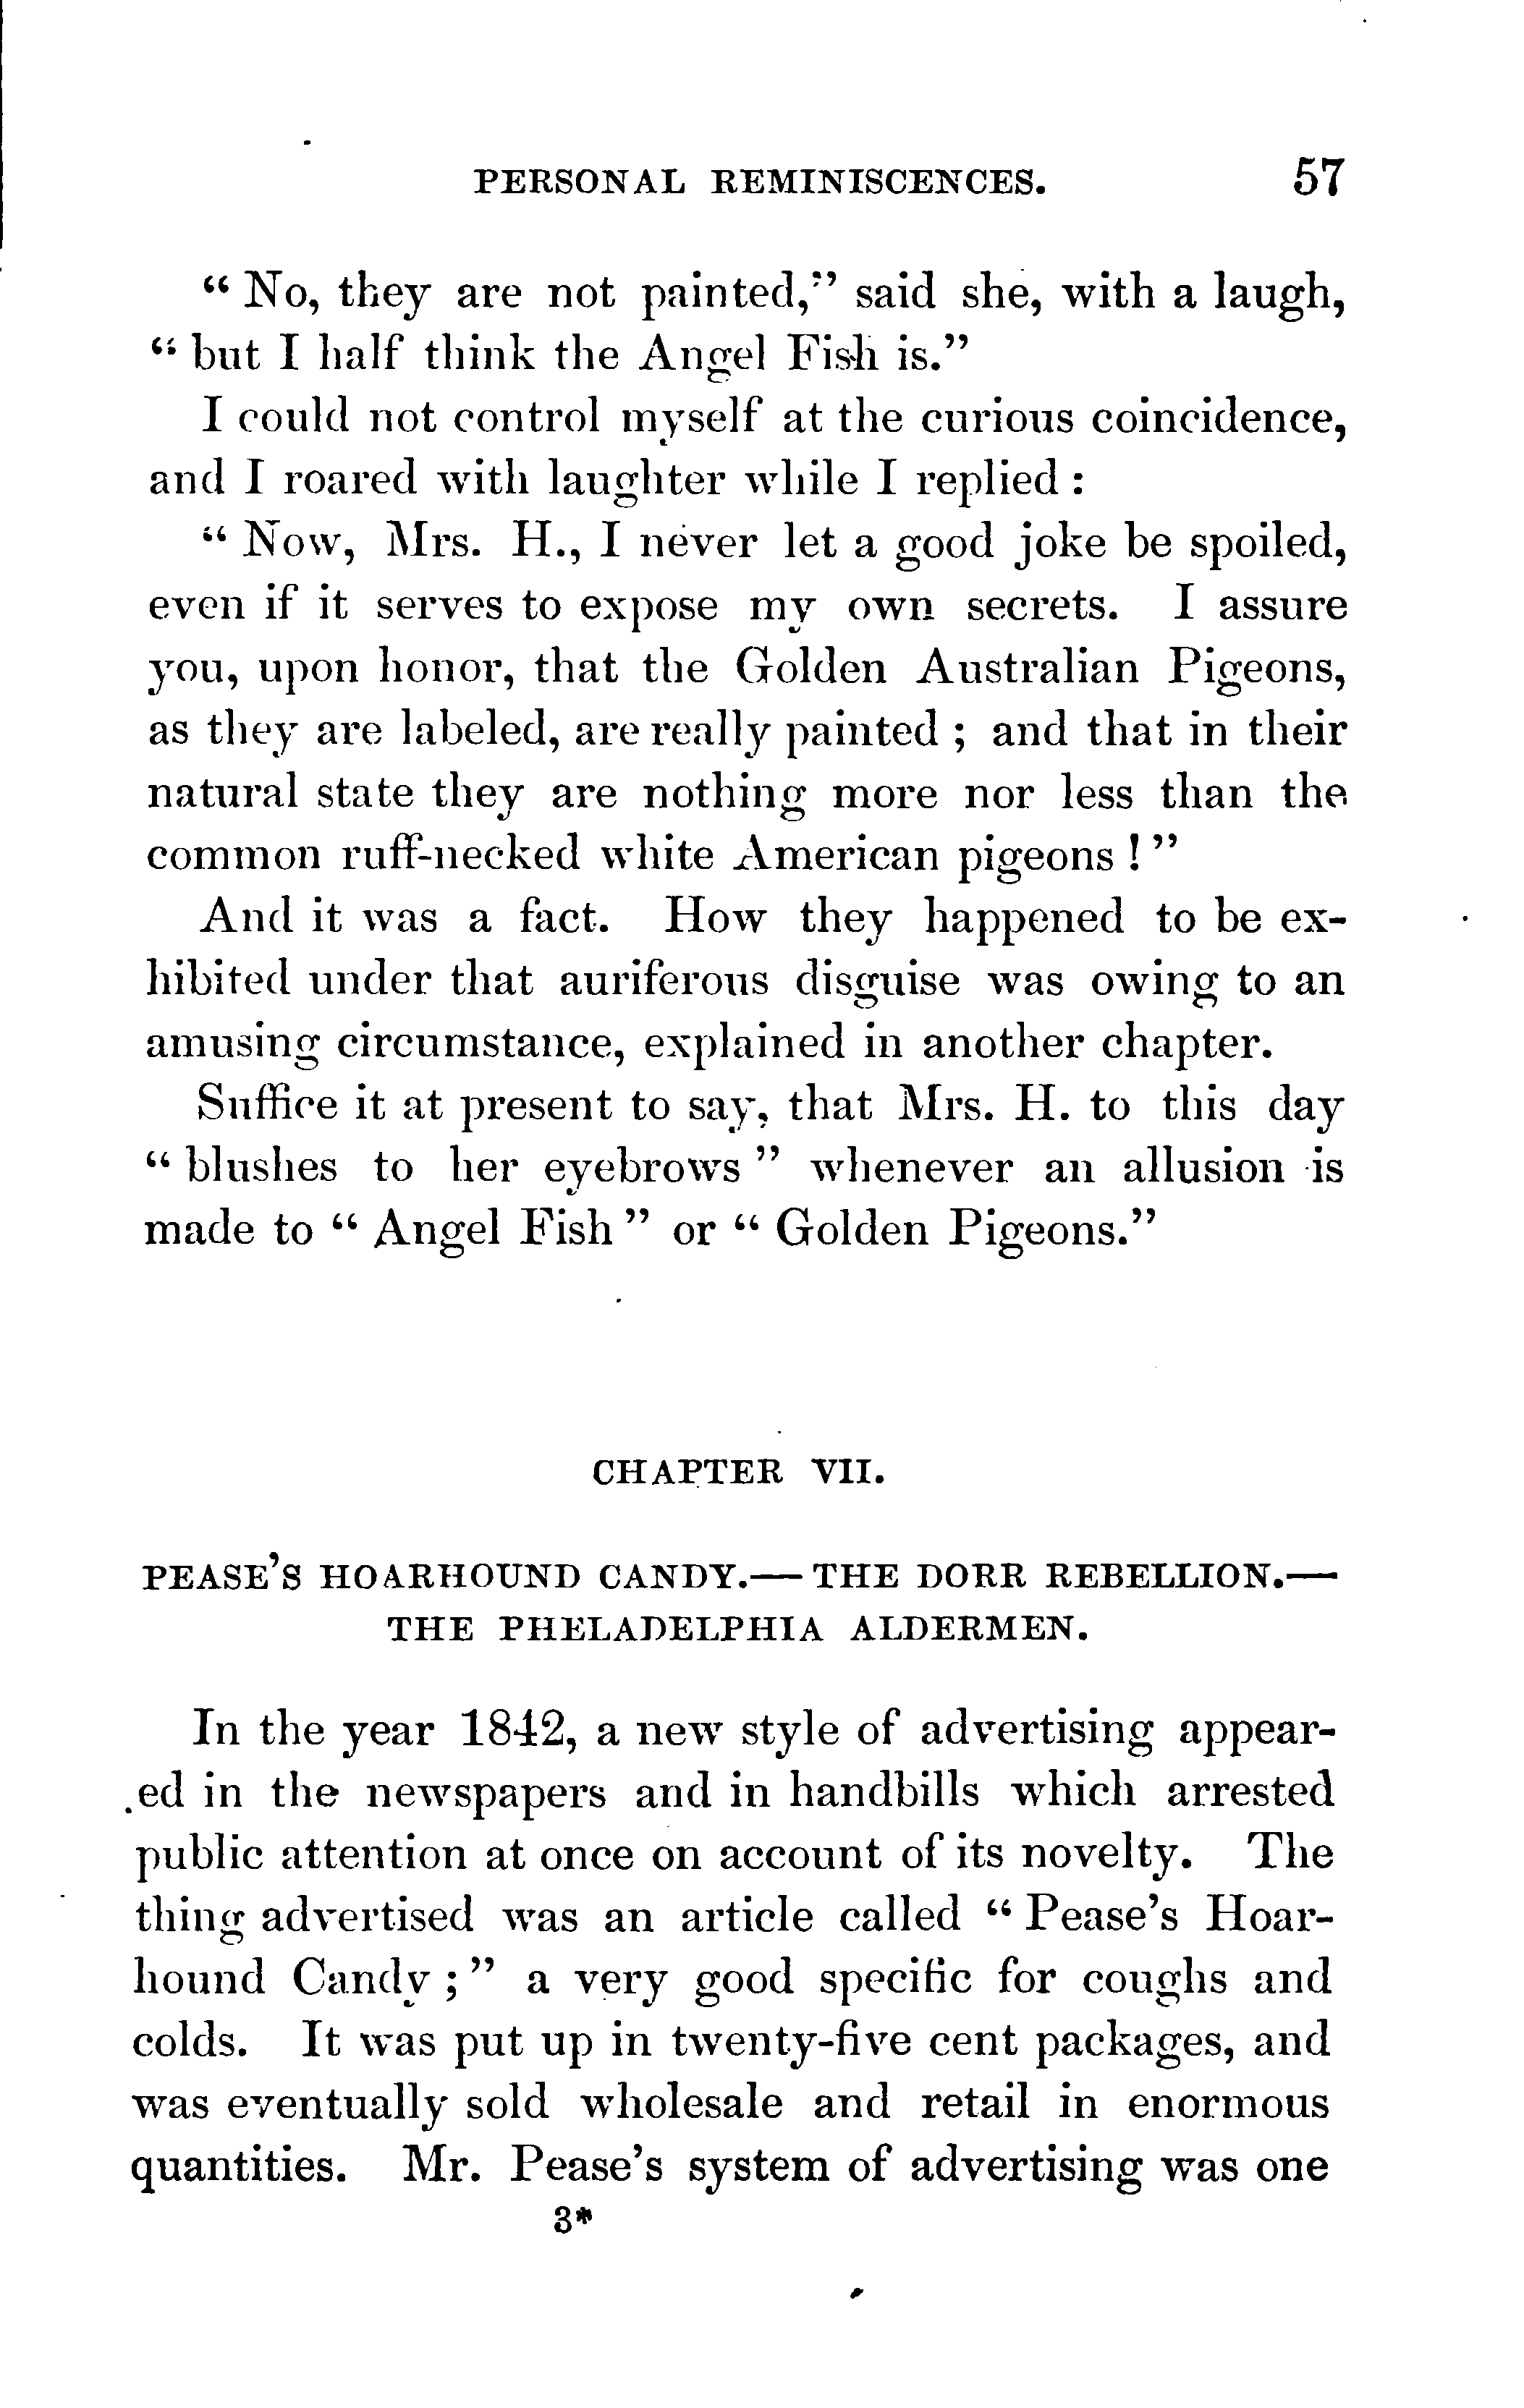 PERSONAL REMINISCENCES. 57
“ No, they are not painted,” said she, with a laugh,
“ but I half think the Angel Fish is.”
I could not control myself at the curious coincidence,
and I roared with laughter while I replied :
“ Now, Mrs. H., I never let a good joke be spoiled,
even if it serves to expose my own secrets. I assure
you, upon honor, that the Golden Australian Pigeons,
as they are labeled, are really painted ; and that in their
natural state they are nothing more nor less than the
common ruff-necked white American pigeons ! ”
And it was a fact. How they happened to be ex-
hibited under that auriferous disguise was owing to an
amusing circumstance, explained in another chapter.
Suffice it at present to say, that Mrs. H. to this day
“ blushes to her eyebrows ” whenever an allusion is
made to “ Angel Fish ” or “ Golden Pigeons.”
CHAPTER VII.
PEASE’S HOARHOUND CANDY.— THE DORR REBELLION.—
THE PHELADELPHIA ALDERMEN.
In the year 1842, a new style of advertising appear-
ed in the newspapers and in handbills which arrested
public attention at once on account of its novelty. The
thing advertised was an article called “ Pease’s Hoar-
hound Candy ; ” a very good specific for coughs and
colds. It was put up in twenty-five cent packages, and
was eventually sold wholesale and retail in enormous
quantities. Mr. Pease’s system of advertising was one
3*